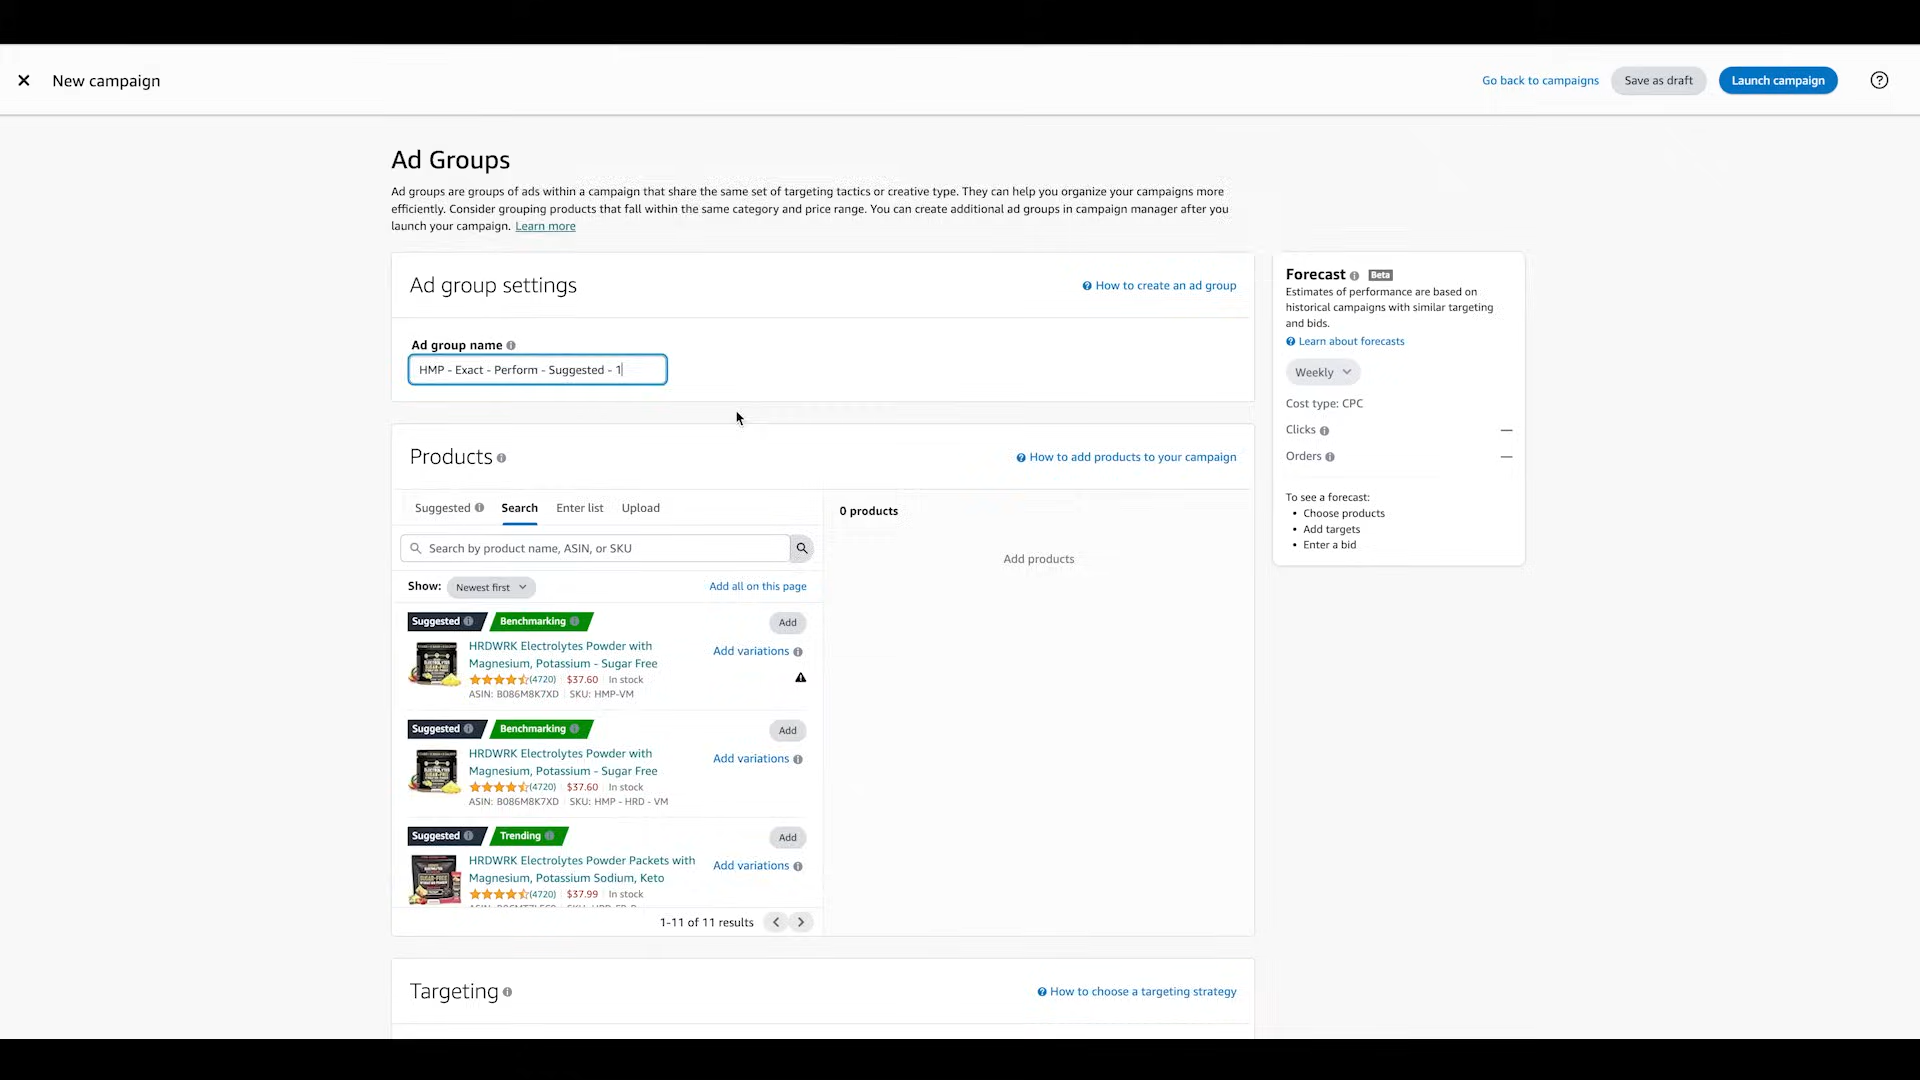 New campaign
Go back to campaigns
Save as draft
Launch campaign
Ad Groups
Ad groups are groups of ads within a campaign that share the same set of targeting tactics or creative type. They can help you organize your campaigns more
efficiently. Consider grouping products that fall within the same category and price range. You can create additional ad groups in campaign manager after you
launch your campaign. Learn more
Ad group settings
How to create an ad group
Ad group name
HMP - Exact - Perform - Suggested - 1
Products
How to add products to your campaign
Suggested
Search
Enter list
Upload
Search by product name, ASIN, or SKU
Show:
Newest first
Add all on this page
Suggested
Benchmarking
Add
HRDWRK Electrolytes Powder with
Magnesium, Potassium - Sugar Free
Add variations
(4720) $37.60 In stock
ASIN: B086M8K7XD SKU: HMP-VM
Suggested
Benchmarking
Add
HRDWRK Electrolytes Powder with
Magnesium, Potassium - Sugar Free
Add variations
(4720) $37.60 In stock
ASIN: B086M8K7XD SKU: HMP - HRD - VM
Suggested
Trending
Add
HRDWRK Electrolytes Powder Packets with
Magnesium, Potassium Sodium, Keto
Add variations
(4720) $37.99 In stock
1-11 of 11 results
0 products
Add products
Targeting
How to choose a targeting strategy
Forecast
Beta
Estimates of performance are based on
historical campaigns with similar targeting
and bids.
Learn about forecasts
Weekly
Cost type: CPC
Clicks —
Orders —
To see a forecast:
• Choose products
• Add targets
• Enter a bid